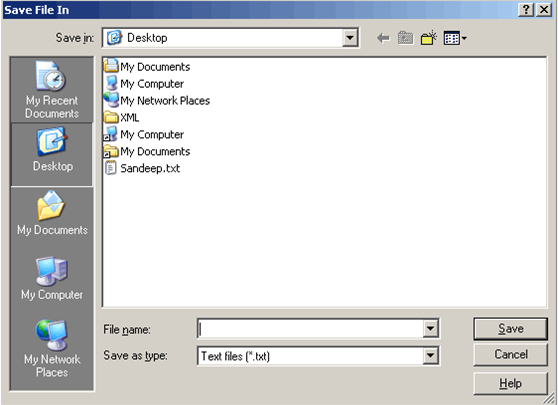 Save File In
Save in: Desktop
My Recent
Documents
Desktop
My Documents
My Computer
My Network
Places
My Documents
My Computer
My Network Places
XML
My Computer
My Documents
Sandeep.txt
File name:
Save
Save as type: Text files (*.txt)
Cancel
Help